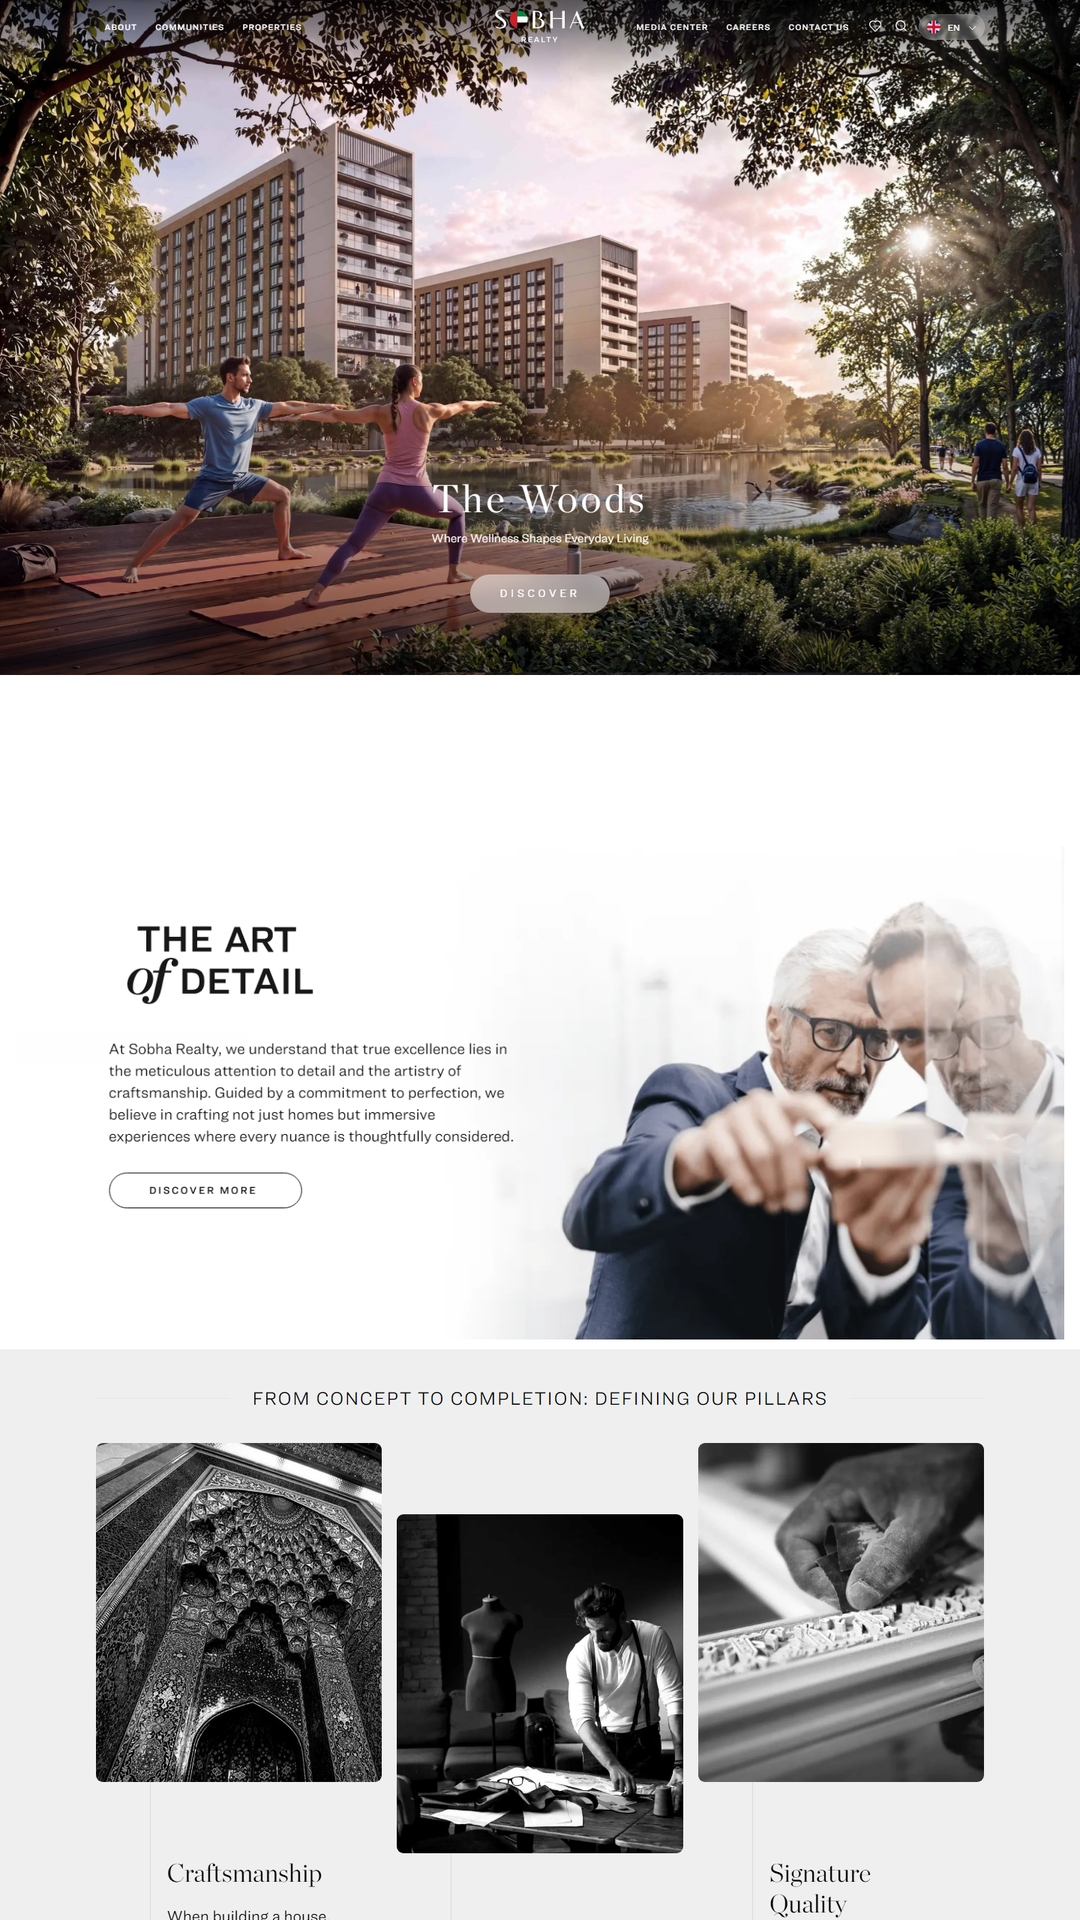 ABOUT COMMUNITIES PROPERTIES SOBHA MEDIA CENTER CAREERS CONTACT US EN
REALTY
The Woods
Where Wellness Shapes Everyday Living
DISCOVER
THE ART
of DETAIL
At Sobha Realty, we understand that true excellence lies in
the meticulous attention to detail and the artistry of
craftsmanship. Guided by a commitment to perfection, we
believe in crafting not just homes but immersive
experiences where every nuance is thoughtfully considered.
DISCOVER MORE
FROM CONCEPT TO COMPLETION: DEFINING OUR PILLARS
Craftsmanship
When building a house,
Signature
Quality